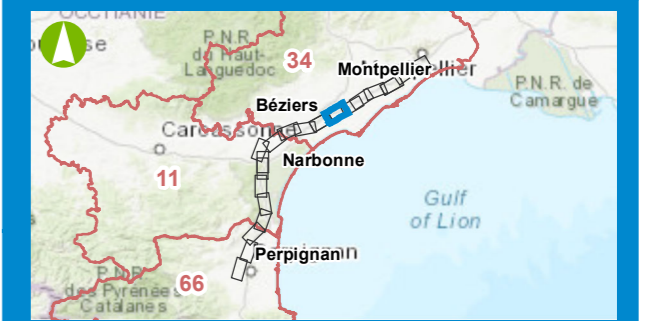 OCCITANIE
P.N.R.
du Haut-
Languedoc
34
Montpellier
P.N.R. de
Camargue
Béziers
Carcassonne
Narbonne
11
Gulf
of Lion
Perpignan
66
P.N.R.
des Pyrénées
Catalanes